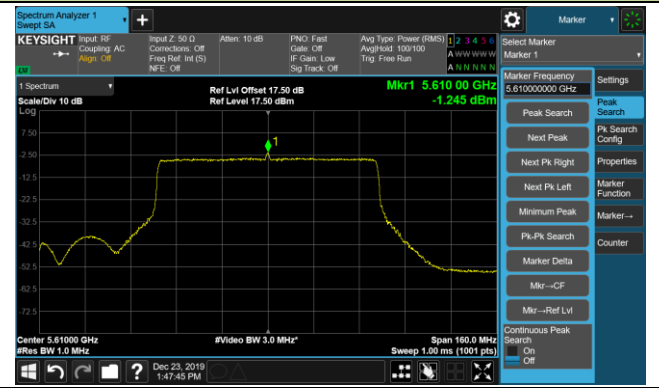 Spectrum Analyzer 1
Swept SA
Marker
KEYSIGHT
Input: RF
Coupling: AC
Align: Off
Input Z: 50 Ω
Corrections: Off
Freq Ref: Int (S)
NFE: Off
Atten: 10 dB
PNO: Fast
Gate: Off
IF Gain: Low
Sig Track: Off
Avg Type: Power (RMS)
Avg|Hold: 100/100
Trig: Free Run
1 2 3 4 5 6
A W W W W W
A N N N N N
Select Marker
Marker 1
1 Spectrum
Scale/Div 10 dB
Ref Lvl Offset 17.50 dB
Ref Level 17.50 dBm
Mkr1 5.610 00 GHz
-1.245 dBm
Log
7.50
-2.50
-12.5
-22.5
-32.5
-42.5
-52.5
-62.5
-72.5
1
Center 5.61000 GHz
#Res BW 1.0 MHz
#Video BW 3.0 MHz*
Span 160.0 MHz
Sweep 1.00 ms (1001 pts)
Marker Frequency
5.610000000 GHz
Peak Search
Next Peak
Next Pk Right
Next Pk Left
Minimum Peak
Pk-Pk Search
Marker Delta
Mkr→CF
Mkr→Ref Lvl
Continuous Peak
Search
On
Off
Settings
Peak
Search
Pk Search
Config
Properties
Marker
Function
Marker→
Counter
Dec 23, 2019
1:47:45 PM